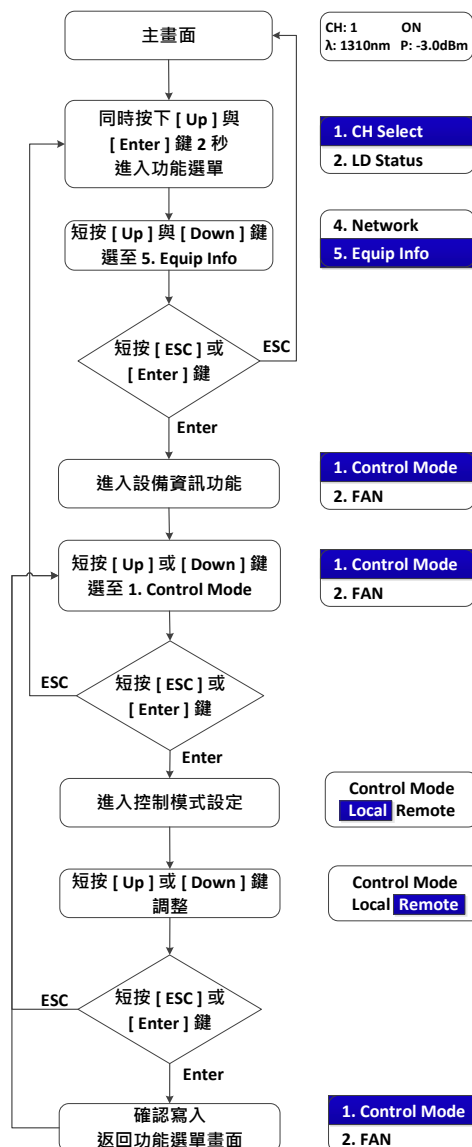 主畫面
CH: 1 ON
λ: 1310nm P: -3.0dBm
同時按下 [ Up ] 與
[ Enter ] 鍵 2 秒
進入功能選單
1. CH Select
2. LD Status
短按 [ Up ] 與 [ Down ] 鍵
選至 5. Equip Info
4. Network
5. Equip Info
短按 [ ESC ] 或
[ Enter ] 鍵
ESC
Enter
進入設備資訊功能
1. Control Mode
2. FAN
短按 [ Up ] 或 [ Down ] 鍵
選至 1. Control Mode
1. Control Mode
2. FAN
ESC
短按 [ ESC ] 或
[ Enter ] 鍵
Enter
進入控制模式設定
Control Mode
Local Remote
短按 [ Up ] 或 [ Down ] 鍵
調整
Control Mode
Local Remote
ESC
短按 [ ESC ] 或
[ Enter ] 鍵
Enter
確認寫入
返回功能選單畫面
1. Control Mode
2. FAN